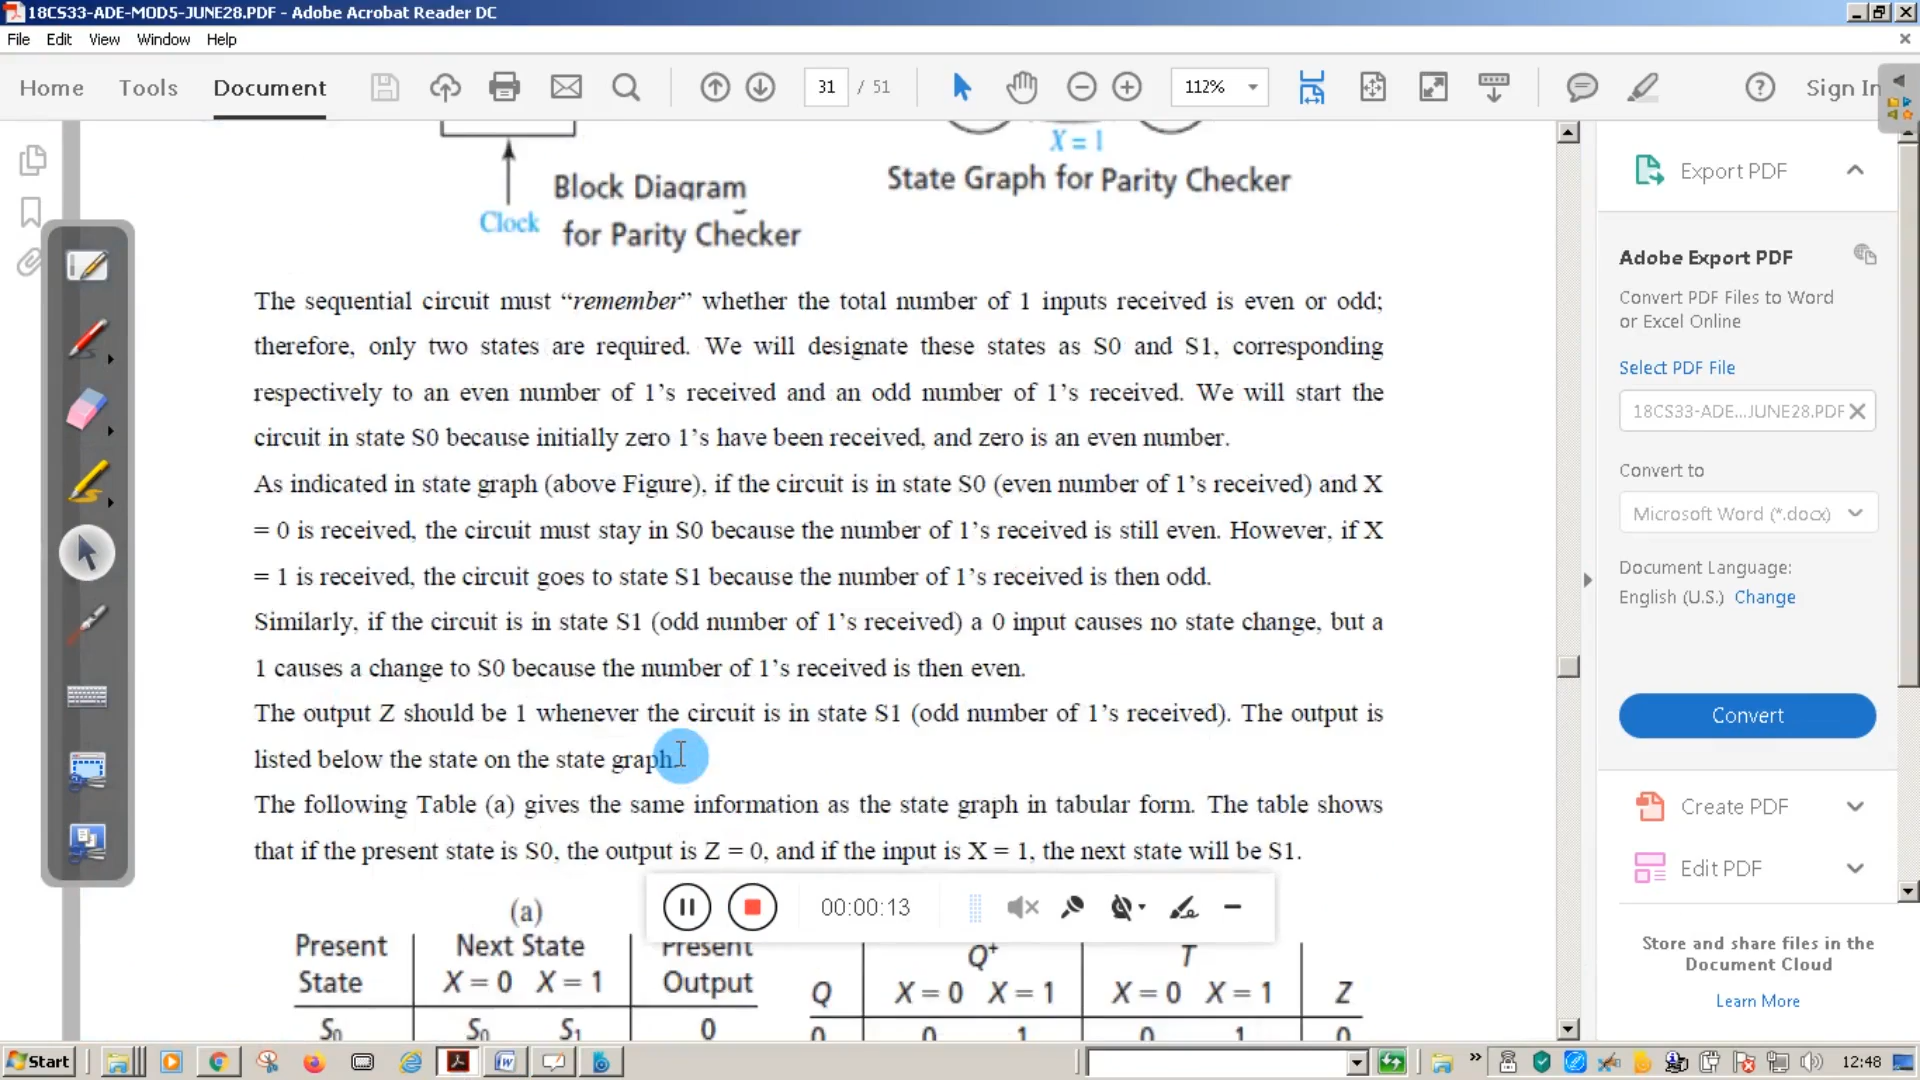 18CS33-ADE-MOD5-JUNE28.PDF - Adobe Acrobat Reader DC
File Edit View Window Help
Home Tools Document 31 / 51 112% Sign In
X = 1
State Graph for Parity Checker
Block Diagram
Clock
for Parity Checker
The sequential circuit must “remember” whether the total number of 1 inputs received is even or odd;
therefore, only two states are required. We will designate these states as S0 and S1, corresponding
respectively to an even number of 1’s received and an odd number of 1’s received. We will start the
circuit in state S0 because initially zero 1’s have been received, and zero is an even number.
As indicated in state graph (above Figure), if the circuit is in state S0 (even number of 1’s received) and X
= 0 is received, the circuit must stay in S0 because the number of 1’s received is still even. However, if X
= 1 is received, the circuit goes to state S1 because the number of 1’s received is then odd.
Similarly, if the circuit is in state S1 (odd number of 1’s received) a 0 input causes no state change, but a
1 causes a change to S0 because the number of 1’s received is then even.
The output Z should be 1 whenever the circuit is in state S1 (odd number of 1’s received). The output is
listed below the state on the state graph.
The following Table (a) gives the same information as the state graph in tabular form. The table shows
that if the present state is S0, the output is Z = 0, and if the input is X = 1, the next state will be S1.
00:00:13
(a)
Present Next State Present
State X = 0 X = 1 Output
S0 S0 S1 0
Q+ T
Q X = 0 X = 1 X = 0 X = 1 Z
0 0 1 0 1 0
Export PDF
Adobe Export PDF
Convert PDF Files to Word
or Excel Online
Select PDF File
18CS33-ADE...JUNE28.PDF
Convert to
Microsoft Word (*.docx)
Document Language:
English (U.S.) Change
Convert
Create PDF
Edit PDF
Store and share files in the
Document Cloud
Learn More
Start
12:48